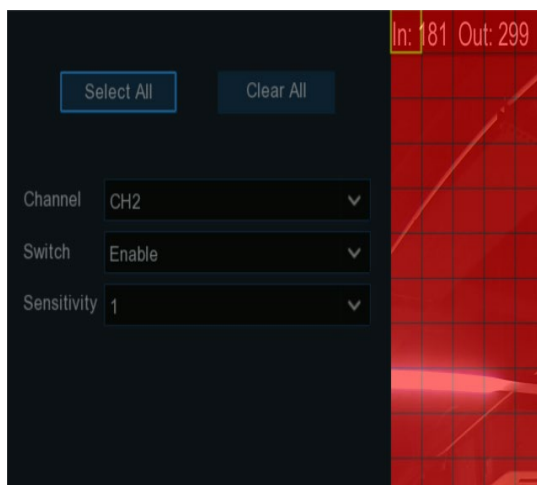 In: 181 Out: 299
Select All Clear All
Channel CH2
Switch Enable
Sensitivity 1